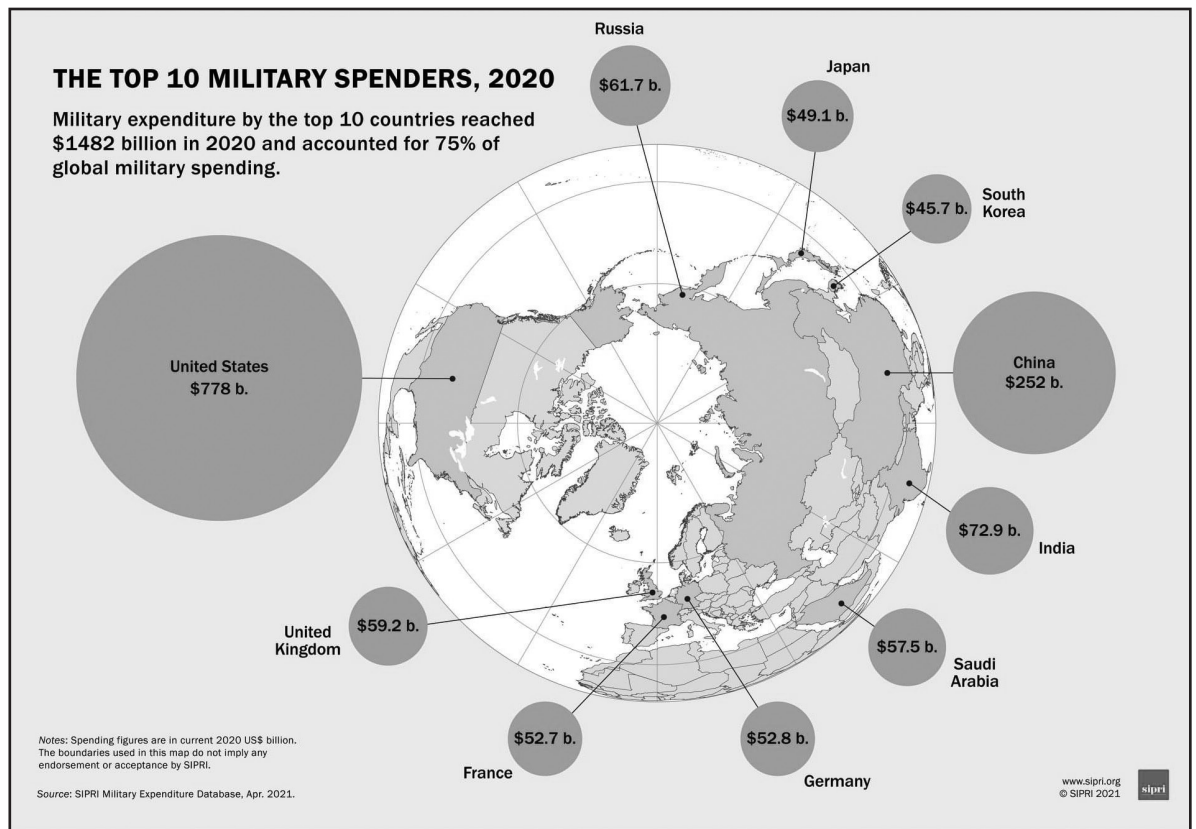 THE TOP 10 MILITARY SPENDERS, 2020
Military expenditure by the top 10 countries reached
$1482 billion in 2020 and accounted for 75% of
global military spending.
Russia
$61.7 b.
Japan
$49.1 b.
South
Korea
$45.7 b.
United States
$778 b.
China
$252 b.
$72.9 b.
India
$59.2 b.
United
Kingdom
$57.5 b.
Saudi
Arabia
$52.7 b.
France
$52.8 b.
Germany
Notes: Spending figures are in current 2020 US$ billion.
The boundaries used in this map do not imply any
endorsement or acceptance by SIPRI.
Source: SIPRI Military Expenditure Database, Apr. 2021.
www.sipri.org
© SIPRI 2021
sipri